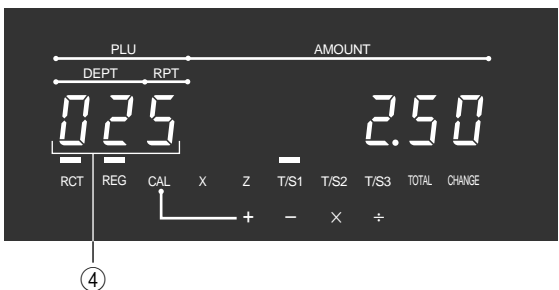 PLU AMOUNT
DEPT RPT
025 2.50
RCT REG CAL X Z T/S1 T/S2 T/S3 TOTAL CHANGE
+ − × ÷
④